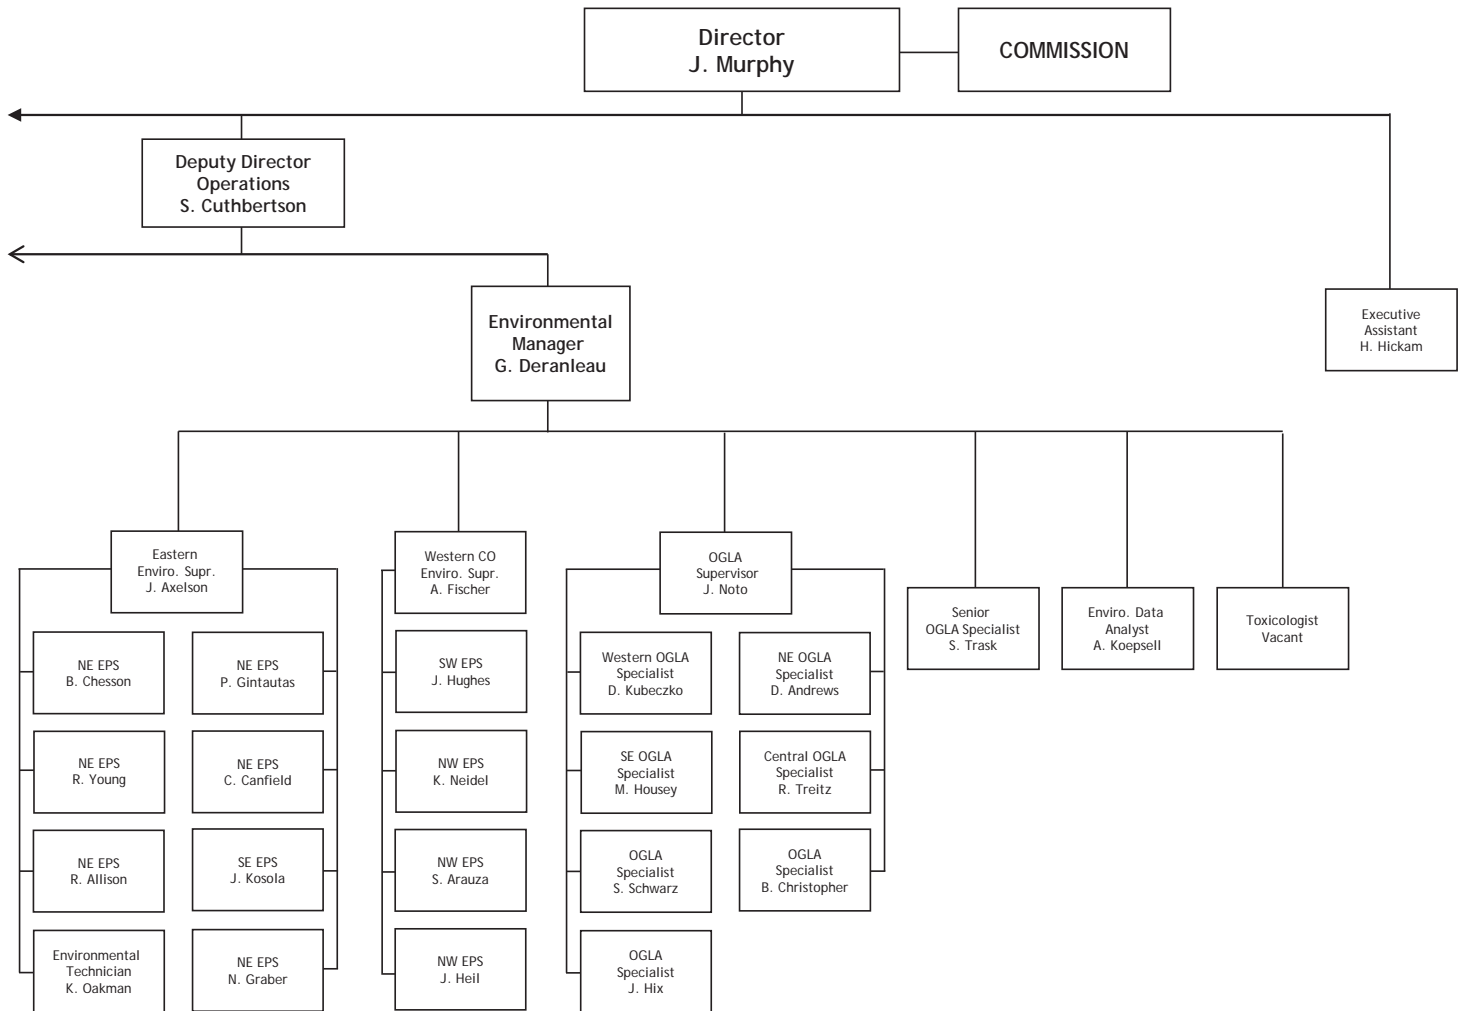 Director
J. Murphy
COMMISSION
Deputy Director
Operations
S. Cuthbertson
Environmental
Manager
G. Deranleau
Executive
Assistant
H. Hickam
Eastern
Enviro. Supr.
J. Axelson
Western CO
Enviro. Supr.
A. Fischer
OGLA
Supervisor
J. Noto
Senior
OGLA Specialist
S. Trask
Enviro. Data
Analyst
A. Koepsell
Toxicologist
Vacant
NE EPS
B. Chesson
NE EPS
P. Gintautas
SW EPS
J. Hughes
Western OGLA
Specialist
D. Kubeczko
NE OGLA
Specialist
D. Andrews
NE EPS
R. Young
NE EPS
C. Canfield
NW EPS
K. Neidel
SE OGLA
Specialist
M. Housey
Central OGLA
Specialist
R. Treitz
NE EPS
R. Allison
SE EPS
J. Kosola
NW EPS
S. Arauza
OGLA
Specialist
S. Schwarz
OGLA
Specialist
B. Christopher
Environmental
Technician
K. Oakman
NE EPS
N. Graber
NW EPS
J. Heil
OGLA
Specialist
J. Hix